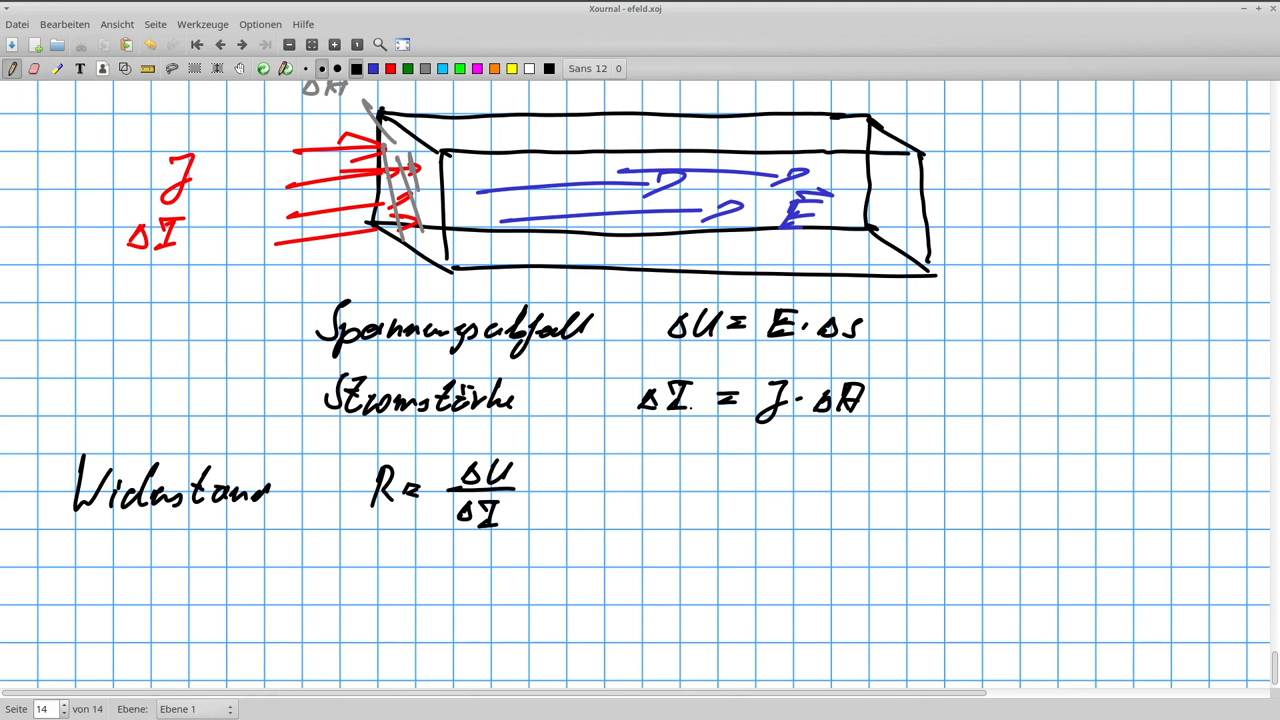 Xournal - efeld.xoj
Datei Bearbeiten Ansicht Seite Werkzeuge Optionen Hilfe
Sans 12 0
ΔA
J
ΔI
E
Spannungsabfall ΔU = E · Δs
Stromstärke ΔI = J · ΔA
Widerstand R = ΔU
ΔI
Seite 14 von 14 Ebene: Ebene 1